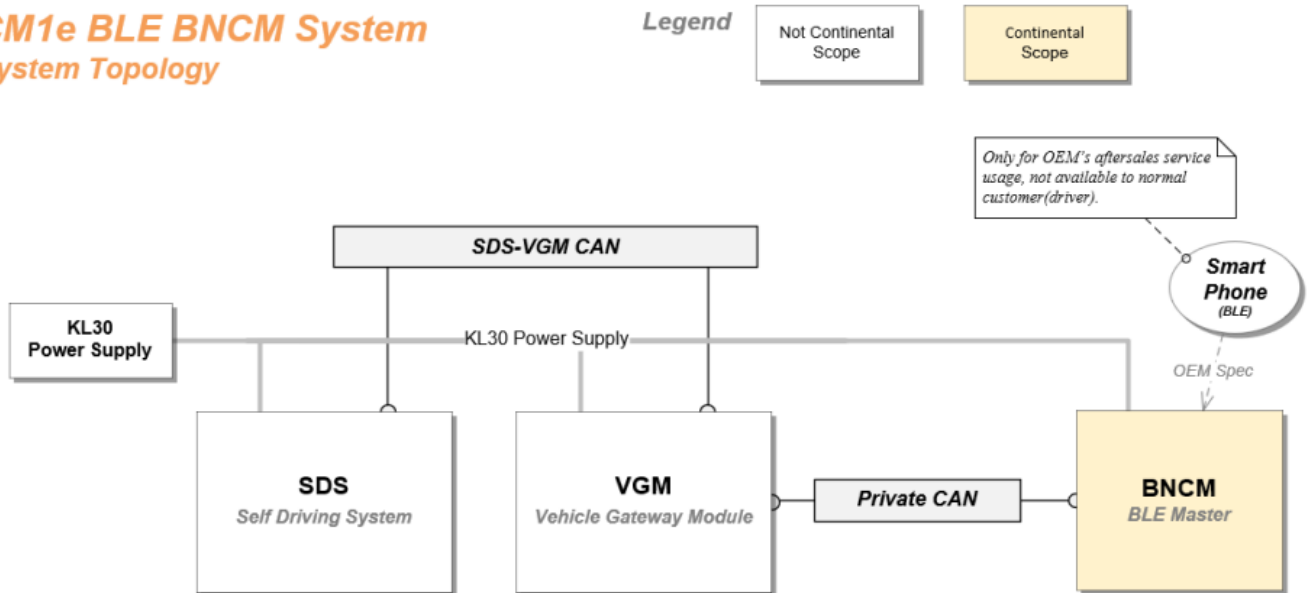 CM1e BLE BNCM System
ystem Topology
Legend
Not Continental
Scope
Continental
Scope
Only for OEM's aftersales service
usage, not available to normal
customer(driver).
SDS-VGM CAN
Smart
Phone
(BLE)
KL30
Power Supply
KL30 Power Supply
OEM Spec
SDS
Self Driving System
VGM
Vehicle Gateway Module
Private CAN
BNCM
BLE Master